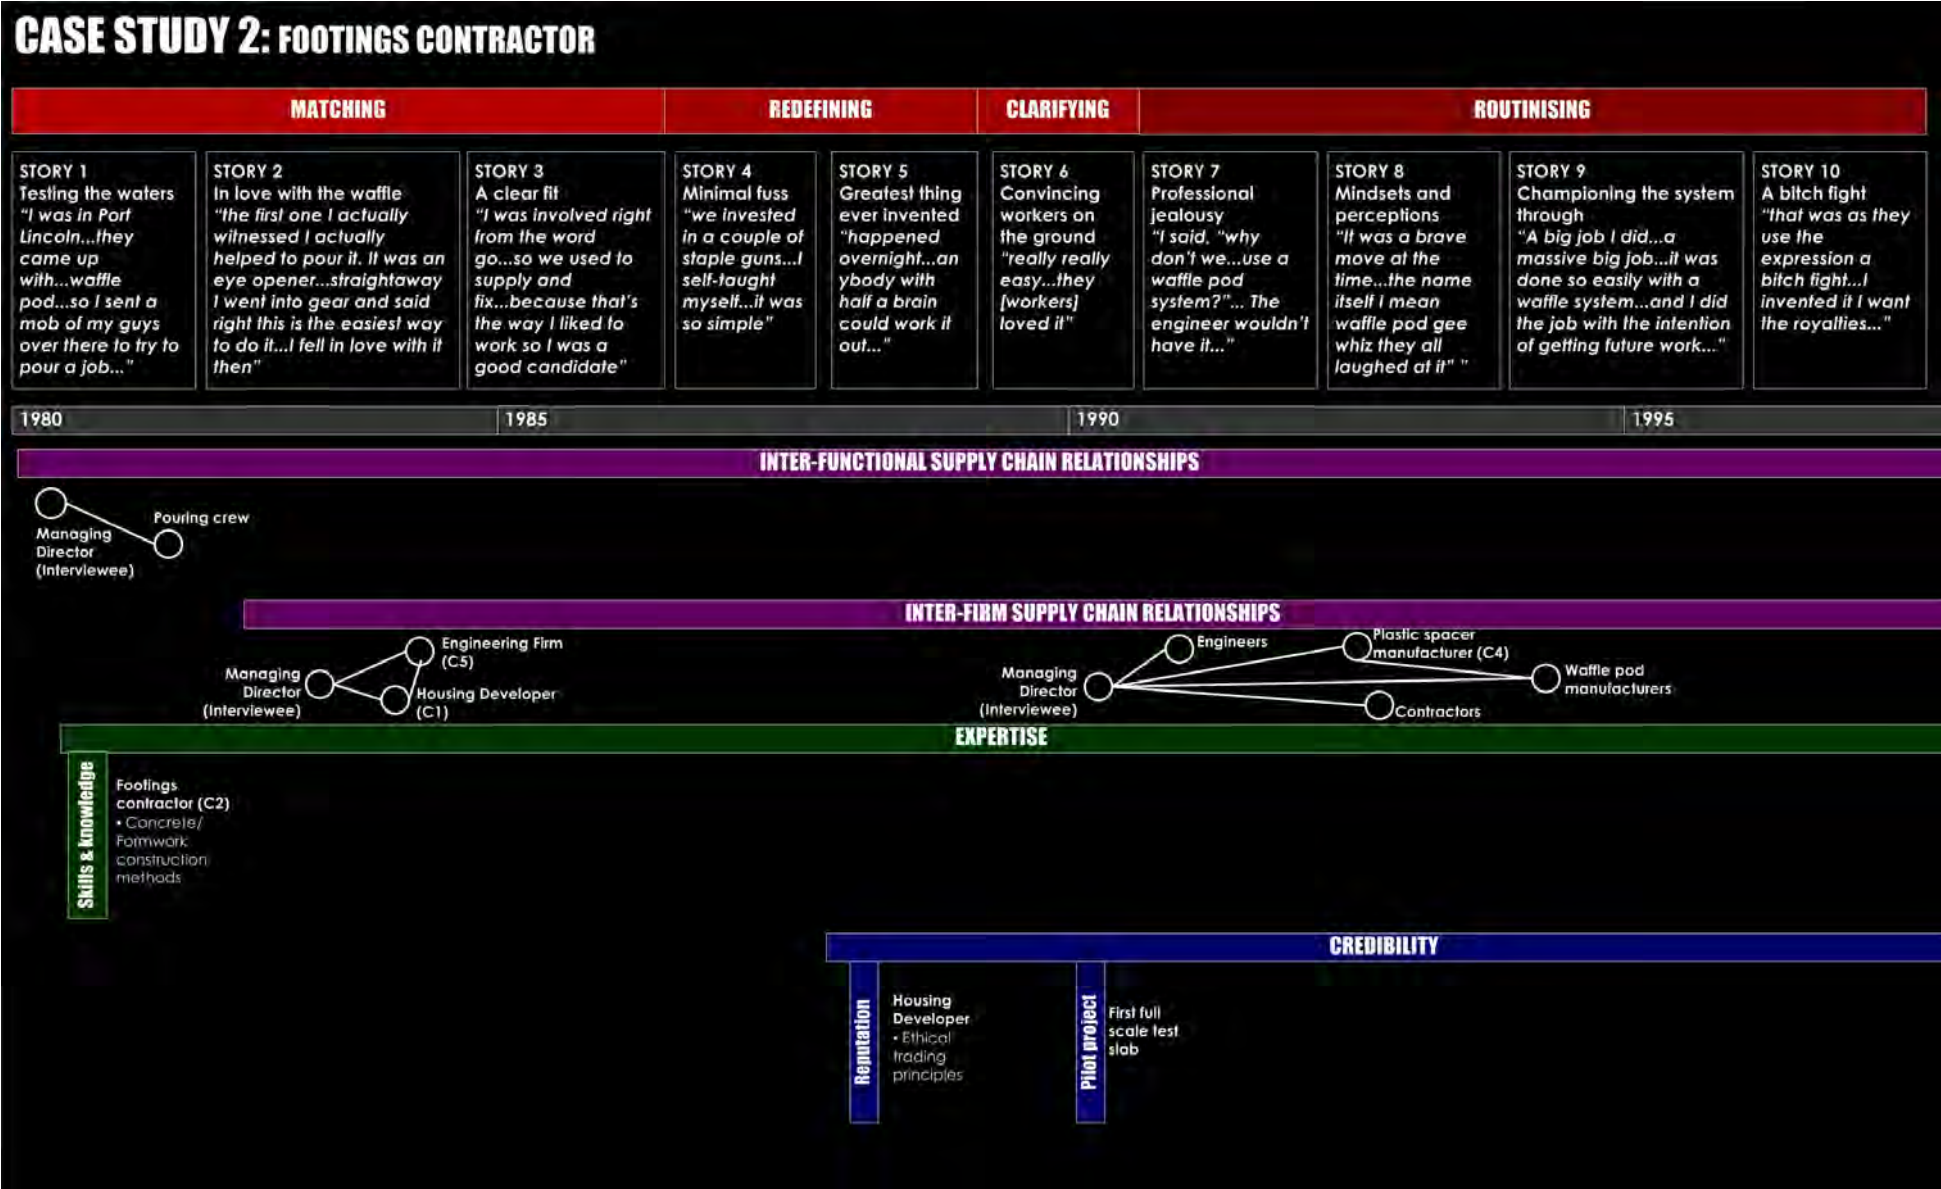 CASE STUDY 2: FOOTINGS CONTRACTOR
MATCHING
REDEFINING
CLARIFYING
ROUTINISING
STORY 1
Testing the waters
"I was in Port
Lincoln...they
came up
with...waffle
pod...so I sent a
mob of my guys
over there to try to
pour a job..."
STORY 2
In love with the waffle
"the first one I actually
witnessed I actually
helped to pour it. It was an
eye opener...straightaway
I went into gear and said
right this is the easiest way
to do it...I fell in love with it
then"
STORY 3
A clear fit
"I was involved right
from the word
go...so we used to
supply and
fix...because that's
the way I liked to
work so I was a
good candidate"
STORY 4
Minimal fuss
"we invested
in a couple of
staple guns...I
self-taught
myself...it was
so simple"
STORY 5
Greatest thing
ever invented
"happened
overnight...an
ybody with
half a brain
could work it
out..."
STORY 6
Convincing
workers on
the ground
"really really
easy...they
[workers]
loved it"
STORY 7
Professional
jealousy
"I said, "why
don't we...use a
waffle pod
system?"... The
engineer wouldn't
have it..."
STORY 8
Mindsets and
perceptions
"It was a brave
move at the
time...the name
itself I mean
waffle pod gee
whiz they all
laughed at it" "
STORY 9
Championing the system
through
"A big job I did...a
massive big job...it was
done so easily with a
waffle system...and I did
the job with the intention
of getting future work..."
STORY 10
A bitch fight
"that was as they
use the
expression a
bitch fight...I
invented it I want
the royalties..."
1980
1985
1990
1995
INTER-FUNCTIONAL SUPPLY CHAIN RELATIONSHIPS
Managing
Director
(Interviewee)
Pouring crew
INTER-FIRM SUPPLY CHAIN RELATIONSHIPS
Managing
Director
(Interviewee)
Engineering Firm
(C5)
Housing Developer
(C1)
Managing
Director
(Interviewee)
Engineers
Plastic spacer
manufacturer (C4)
Waffle pod
manufacturers
Contractors
EXPERTISE
Skills & knowledge
Footings
contractor (C2)
• Concrete/
Formwork
construction
methods
CREDIBILITY
Reputation
Housing
Developer
• Ethical
trading
principles
Pilot project
First full
scale test
slab